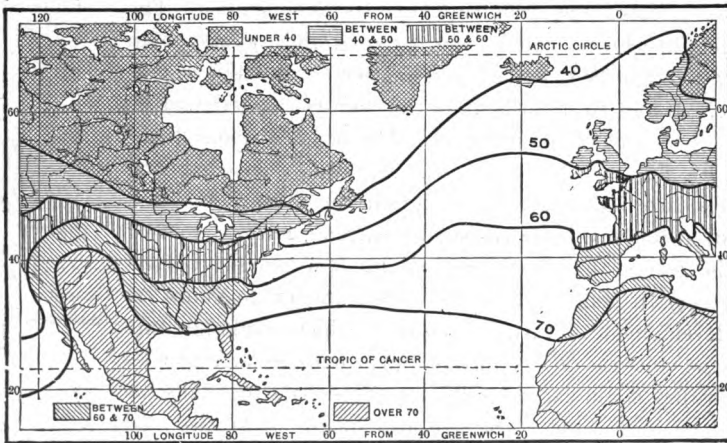 120 100 LONGITUDE 80 WEST 60 FROM 40 GREENWICH 20 0
UNDER 40
BETWEEN
40 & 50
BETWEEN
50 & 60
ARCTIC CIRCLE
40
60
60
50
60
40
40
70
TROPIC OF CANCER
20
20
BETWEEN
60 & 70
OVER 70
100 LONGITUDE 80 WEST 60 FROM 40 GREENWICH 20 0